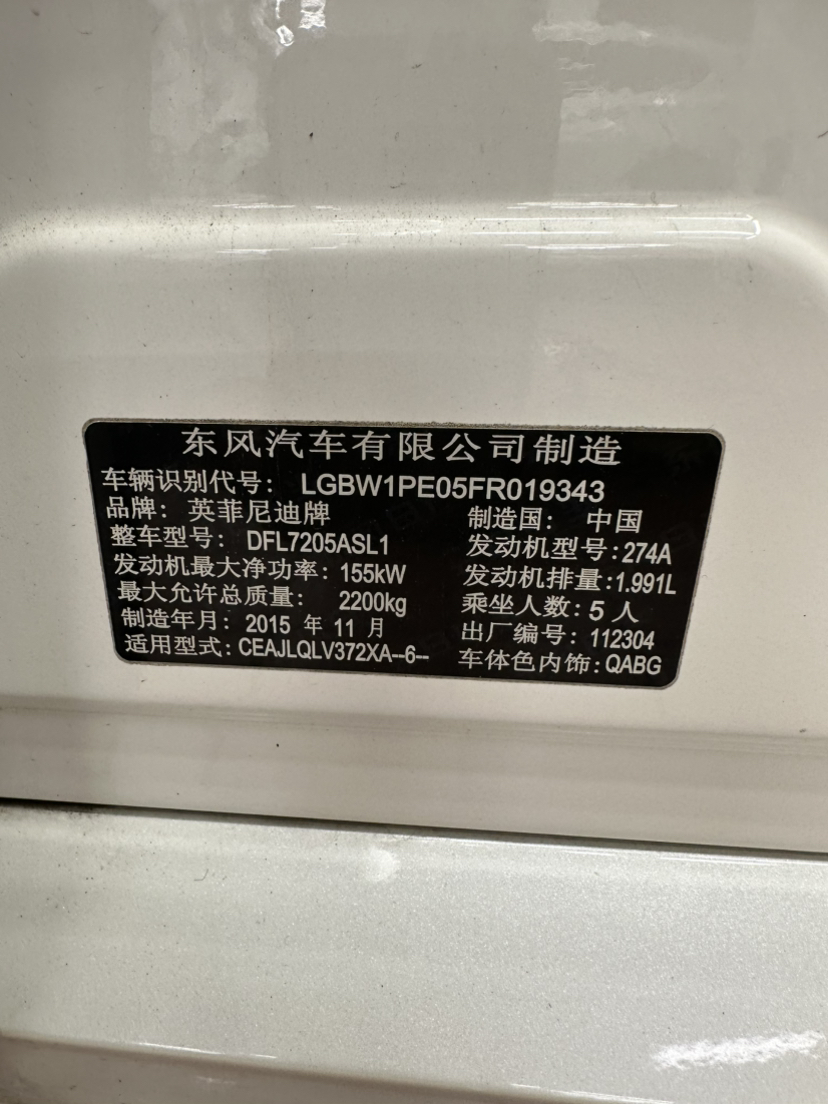 东风汽车有限公司制造
车辆识别代号: LGBW1PE05FR019343
品牌: 英菲尼迪牌 制造国: 中国
整车型号: DFL7205ASL1 发动机型号:274A
发动机最大净功率: 155kW 发动机排量:1.991L
最大允许总质量: 2200kg 乘坐人数:5人
制造年月: 2015 年 11 月 出厂编号: 112304
适用型式: CEAJLQLV372XA--6-- 车体色内饰:QABG